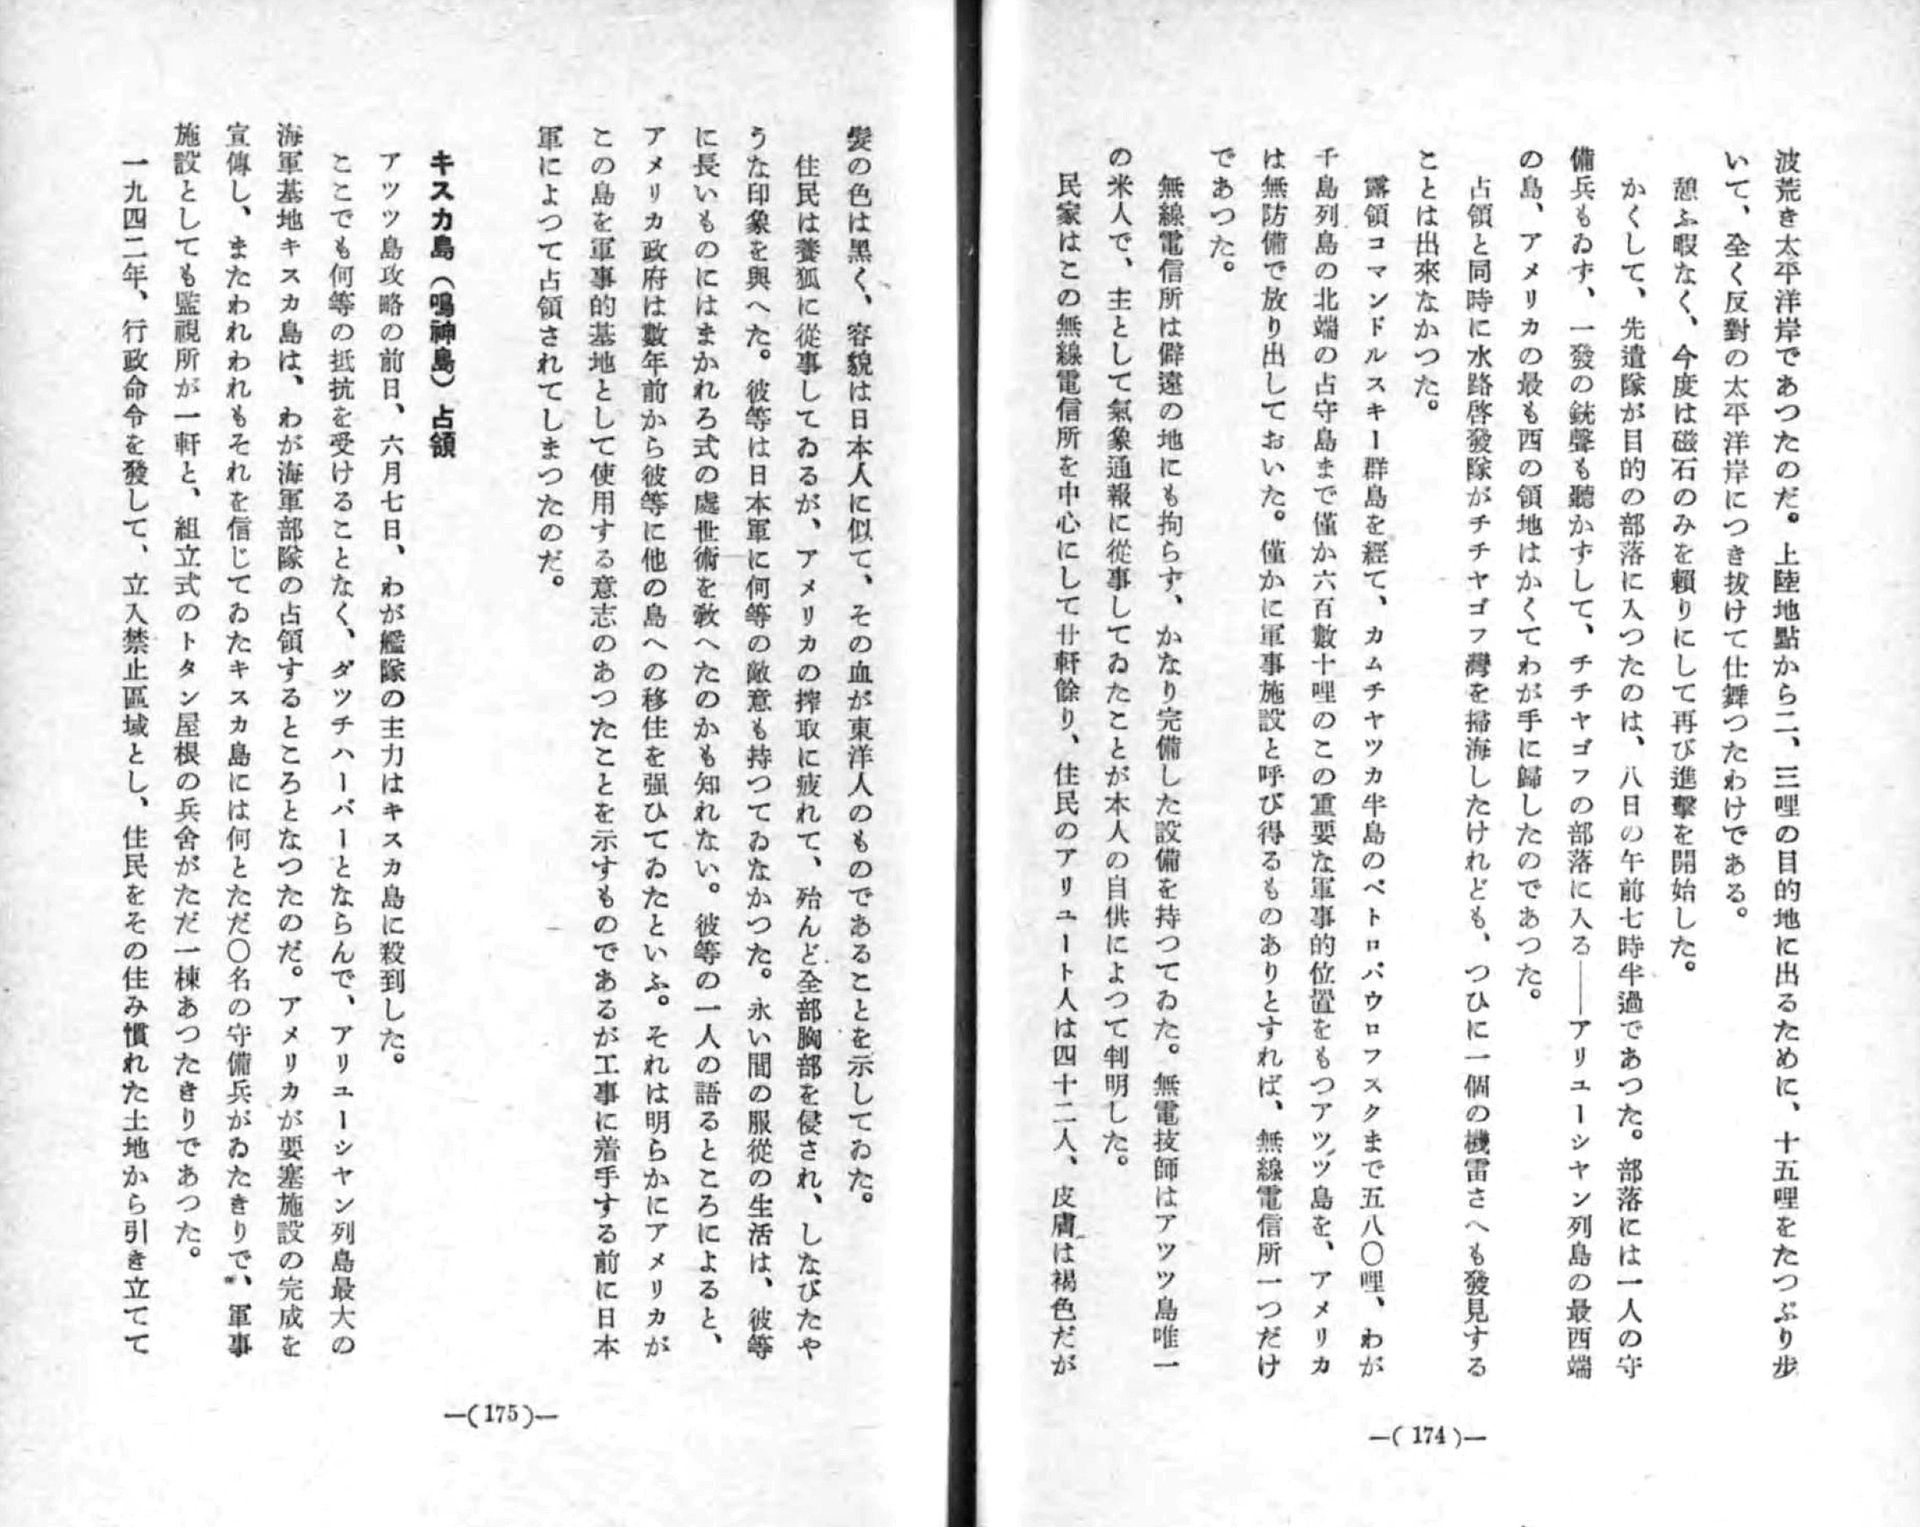 波荒き太平洋岸であつたのだ。上陸地點から二、三哩の目的地に出るために、十五哩をたつぷり歩
いて、全く反對の太平洋岸につき拔けて仕舞つたわけである。
憩ふ暇なく、今度は磁石のみを賴りにして再び進擊を開始した。
かくして、先遣隊が目的の部落に入つたのは、八日の午前七時半過であつた。部落には一人の守
備兵もゐず、一發の銃聲も聽かずして、チチヤゴフの部落に入る――アリユーシヤン列島の最西端
の島、アメリカの最も西の領地はかくてわが手に歸したのであつた。
占領と同時に水路啓發隊がチチヤゴフ灣を掃海したけれども、つひに一個の機雷さへも發見する
ことは出來なかつた。
露領コマンドルスキー群島を經て、カムチヤツカ半島のペトロパウロフスクまで五八〇哩、わが
千島列島の北端の占守島まで僅か六百數十哩のこの重要な軍事的位置をもつアツツ島を、アメリカ
は無防備で放り出しておいた。僅かに軍事施設と呼び得るものありとすれば、無線電信所一つだけ
であつた。
無線電信所は僻遠の地にも拘らず、かなり完備した設備を持つてゐた。無電技師はアツツ島唯一
の米人で、主として氣象通報に從事してゐたことが本人の自供によつて判明した。
民家はこの無線電信所を中心にして廿軒餘り、住民のアリユート人は四十二人、皮膚は褐色だが
―( 174 )―
髮の色は黑く、容貌は日本人に似て、その血が東洋人のものであることを示してゐた。
住民は養狐に從事してゐるが、アメリカの搾取に疲れて、殆んど全部胸部を侵され、しなびたや
うな印象を與へた。彼等は日本軍に何等の敵意も持つてゐなかつた。永い間の服從の生活は、彼等
に長いものにはまかれろ式の處世術を敎へたのかも知れない。彼等の一人の語るところによると、
アメリカ政府は數年前から彼等に他の島への移住を强ひてゐたといふ。それは明らかにアメリカが
この島を軍事的基地として使用する意志のあつたことを示すものであるが工事に着手する前に日本
軍によつて占領されてしまつたのだ。
キスカ島（鳴神島）占領
アツツ島攻略の前日、六月七日、わが艦隊の主力はキスカ島に殺到した。
ここでも何等の抵抗を受けることなく、ダツチハーバーとならんで、アリユーシヤン列島最大の
海軍基地キスカ島は、わが海軍部隊の占領するところとなつたのだ。アメリカが要塞施設の完成を
宣傳し、またわれわれもそれを信じてゐたキスカ島には何とただ〇名の守備兵がゐたきりで、軍事
施設としても監視所が一軒と、組立式のトタン屋根の兵舍がただ一棟あつたきりであつた。
一九四二年、行政命令を發して、立入禁止區域とし、住民をその住み慣れた土地から引き立てて
―( 175 )―